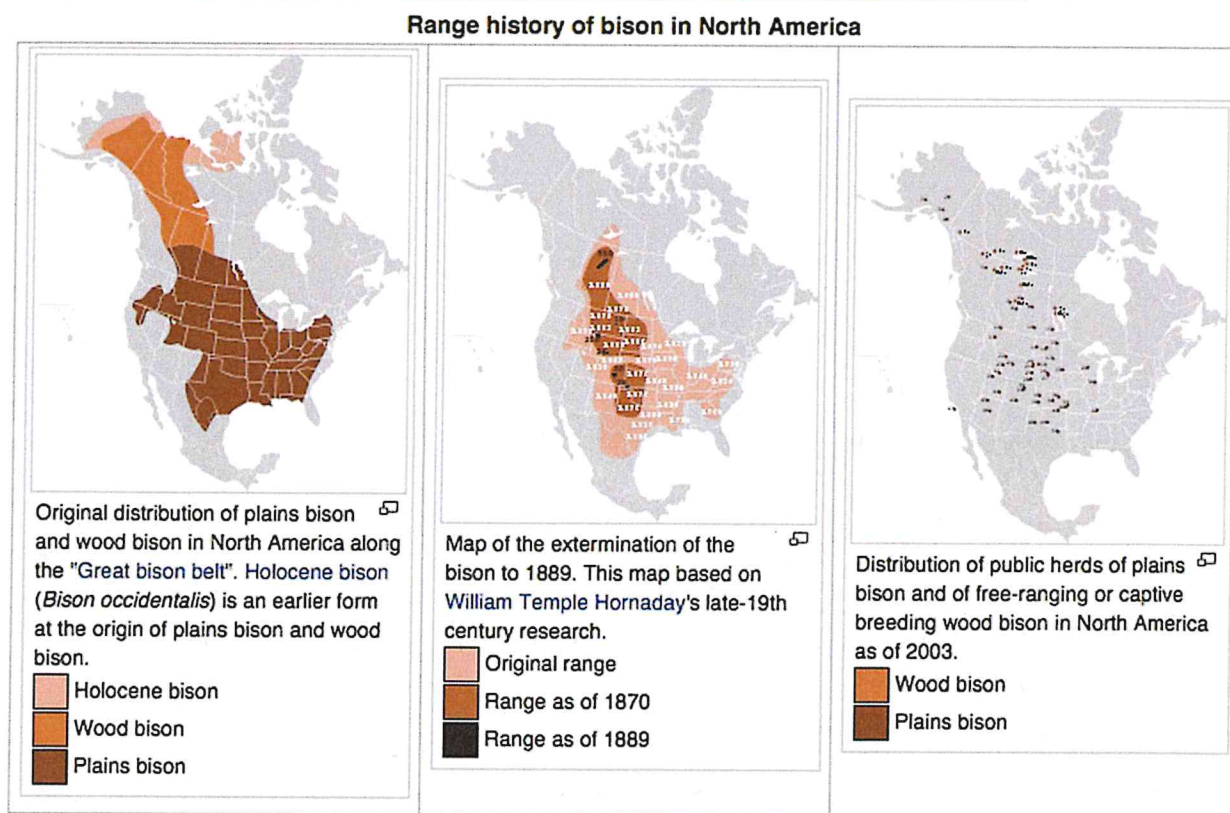 Range history of bison in North America
Original distribution of plains bison
and wood bison in North America along
the "Great bison belt". Holocene bison
(Bison occidentalis) is an earlier form
at the origin of plains bison and wood
bison.
Holocene bison
Wood bison
Plains bison
Map of the extermination of the
bison to 1889. This map based on
William Temple Hornaday's late-19th
century research.
Original range
Range as of 1870
Range as of 1889
Distribution of public herds of plains
bison and of free-ranging or captive
breeding wood bison in North America
as of 2003.
Wood bison
Plains bison